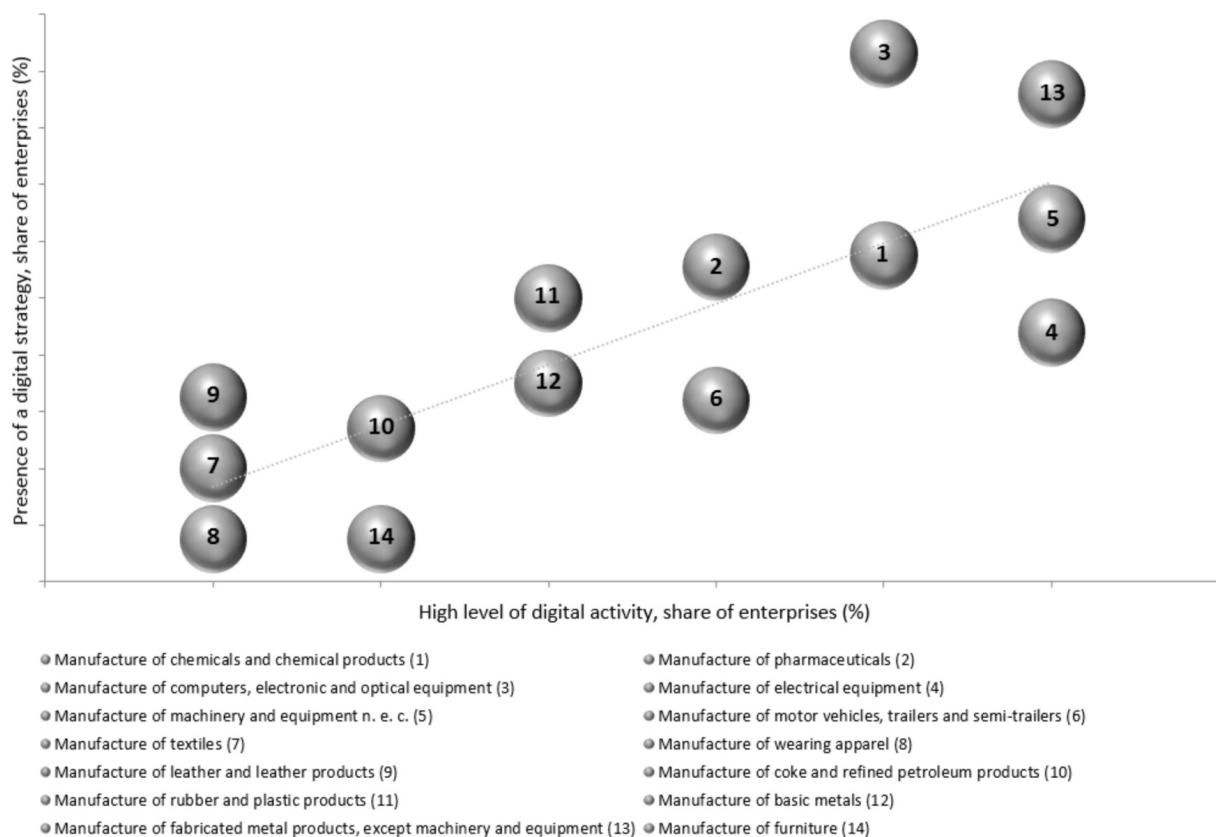 Presence of a digital strategy, share of enterprises (%)
3
13
5
2
1
11
4
12
9
6
10
7
8
14
High level of digital activity, share of enterprises (%)
Manufacture of chemicals and chemical products (1)
Manufacture of pharmaceuticals (2)
Manufacture of computers, electronic and optical equipment (3)
Manufacture of electrical equipment (4)
Manufacture of machinery and equipment n. e. c. (5)
Manufacture of motor vehicles, trailers and semi-trailers (6)
Manufacture of textiles (7)
Manufacture of wearing apparel (8)
Manufacture of leather and leather products (9)
Manufacture of coke and refined petroleum products (10)
Manufacture of rubber and plastic products (11)
Manufacture of basic metals (12)
Manufacture of fabricated metal products, except machinery and equipment (13)
Manufacture of furniture (14)